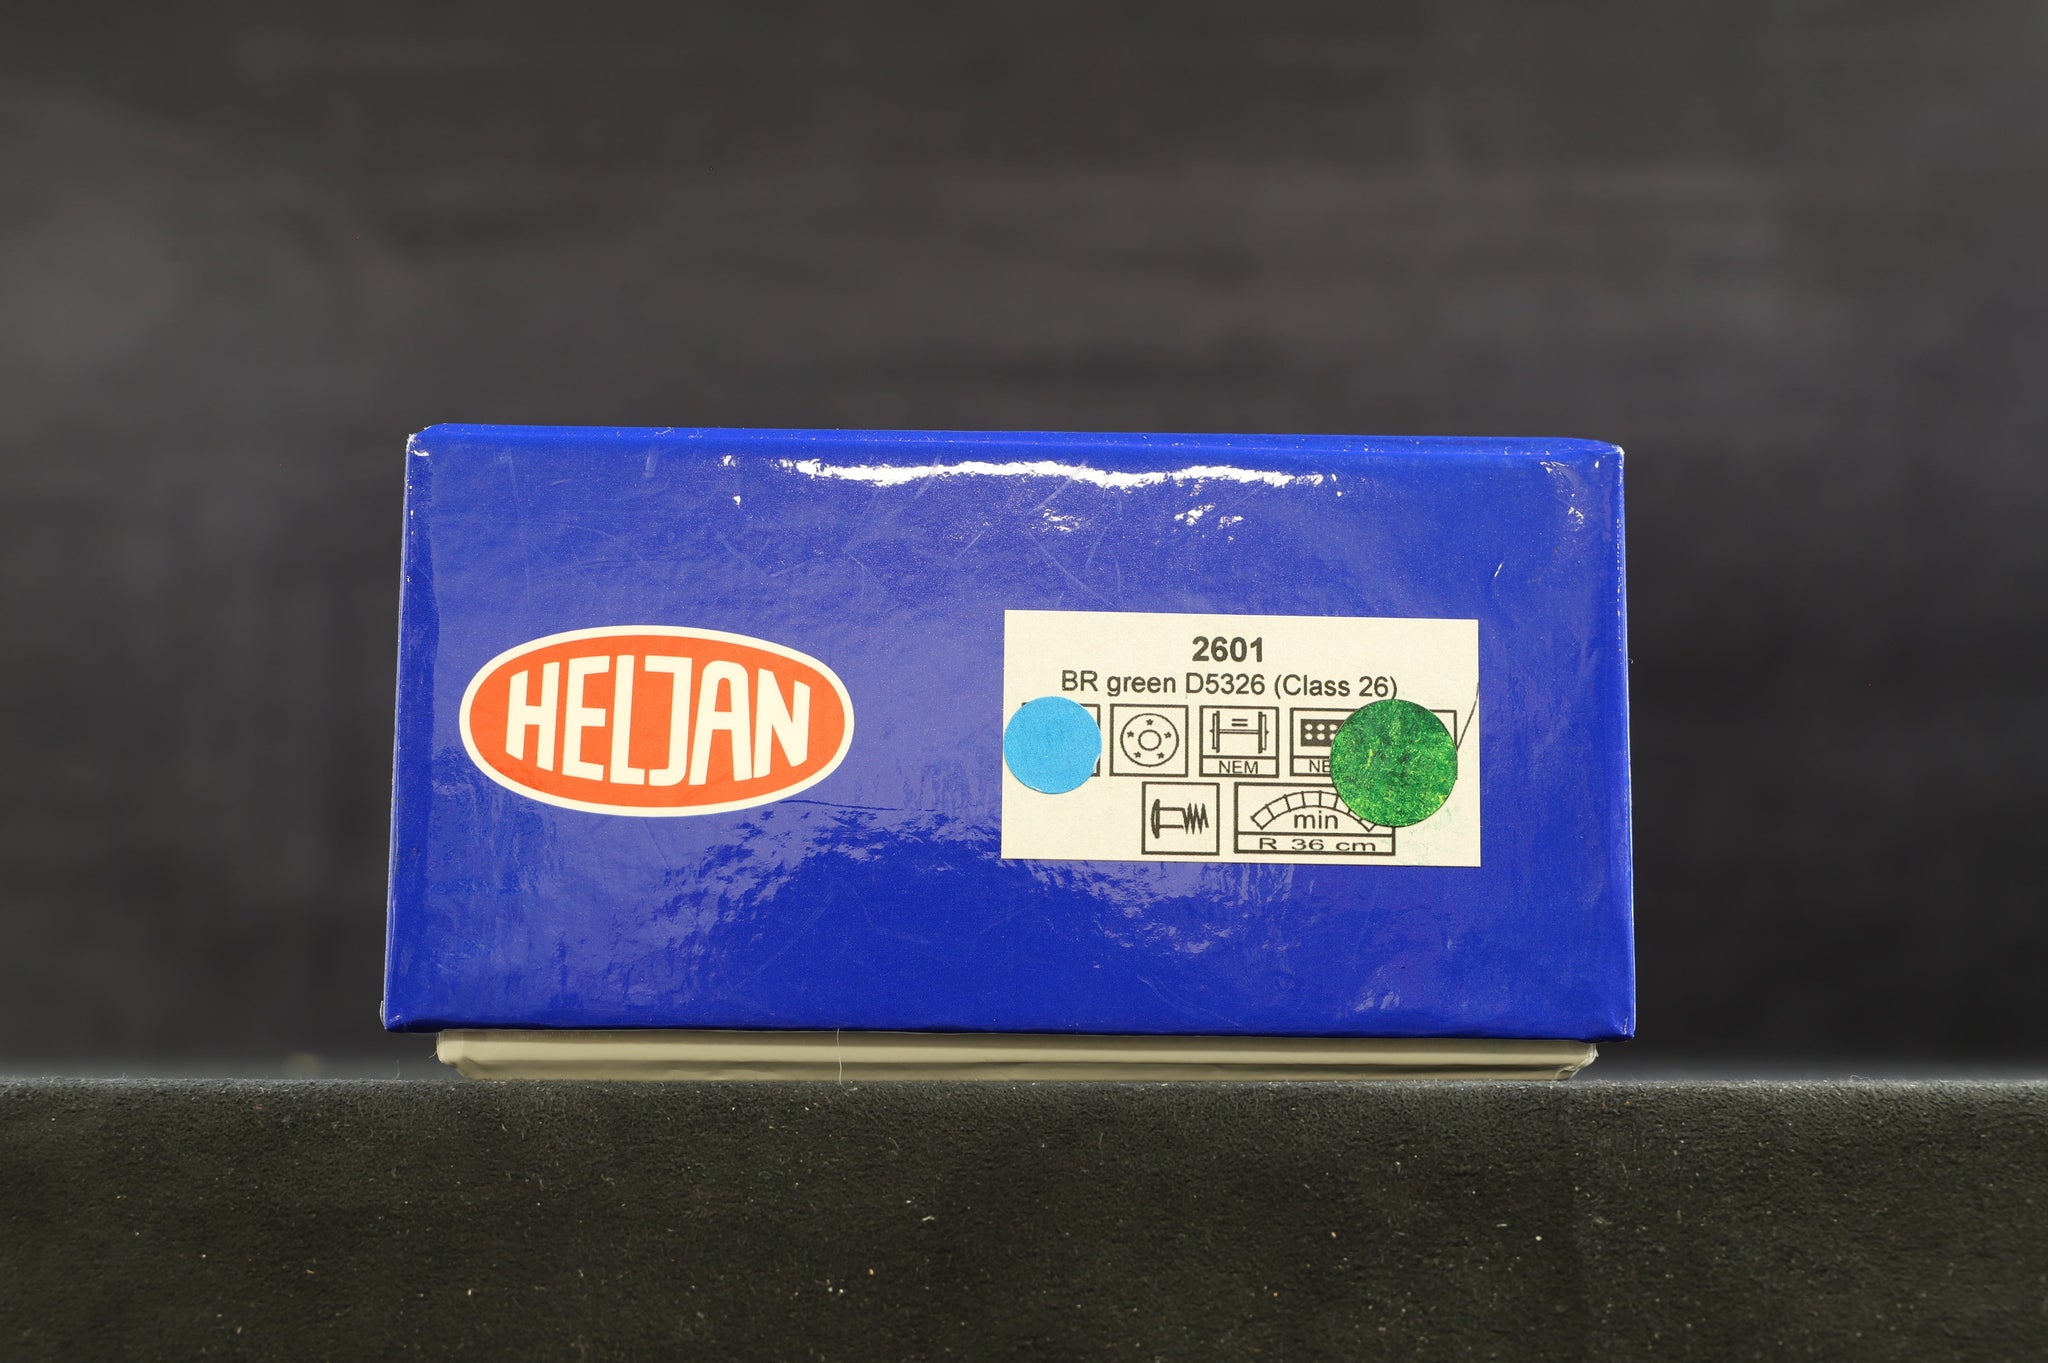 HELJAN
2601
BR green D5326 (Class 26)
NEM
min
R 36 cm